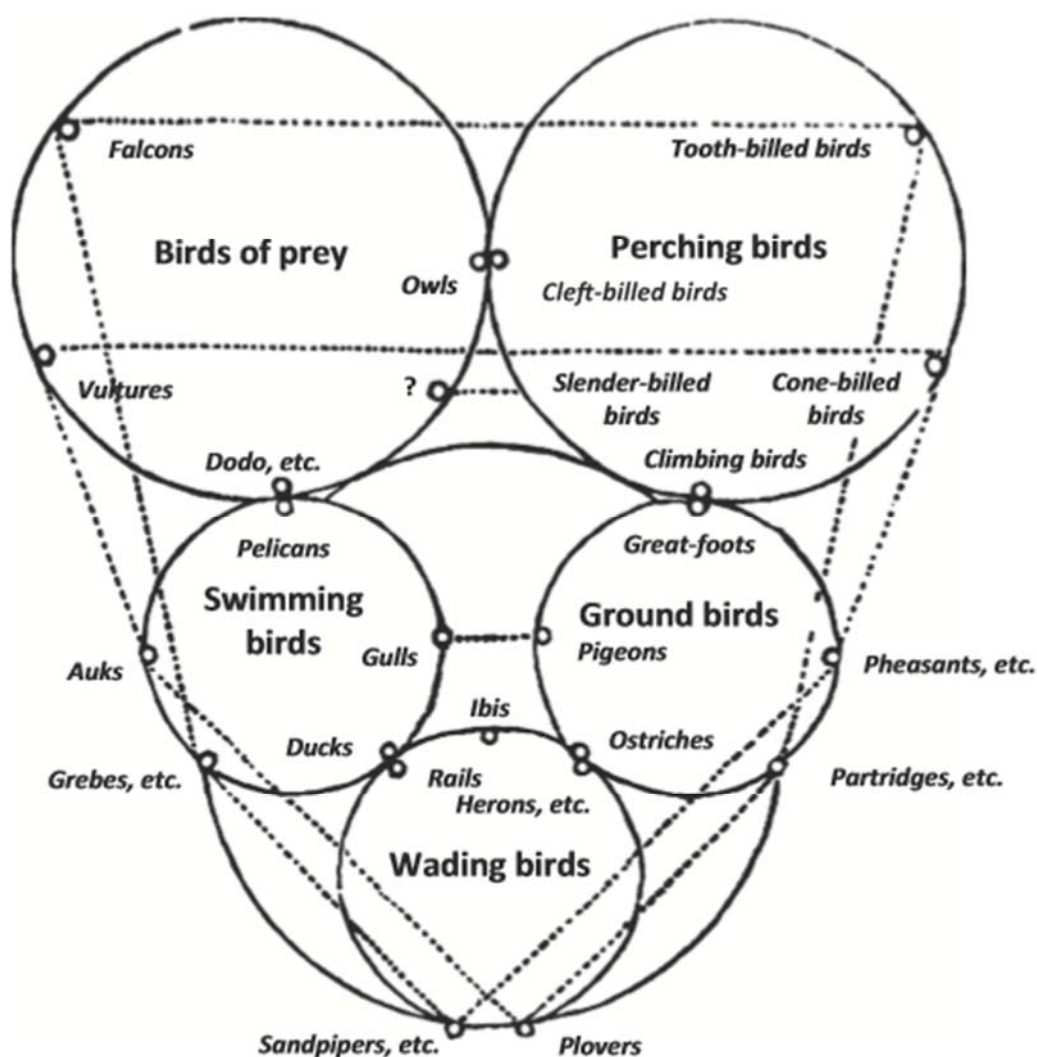 Falcons
Tooth-billed birds
Birds of prey
Perching birds
Owls
Cleft-billed birds
Vultures
?
Slender-billed
birds
Cone-billed
birds
Dodo, etc.
Climbing birds
Pelicans
Great-foots
Swimming
birds
Ground birds
Gulls
Pigeons
Auks
Pheasants, etc.
Ibis
Ducks
Ostriches
Grebes, etc.
Rails
Partridges, etc.
Herons, etc.
Wading birds
Sandpipers, etc.
Plovers